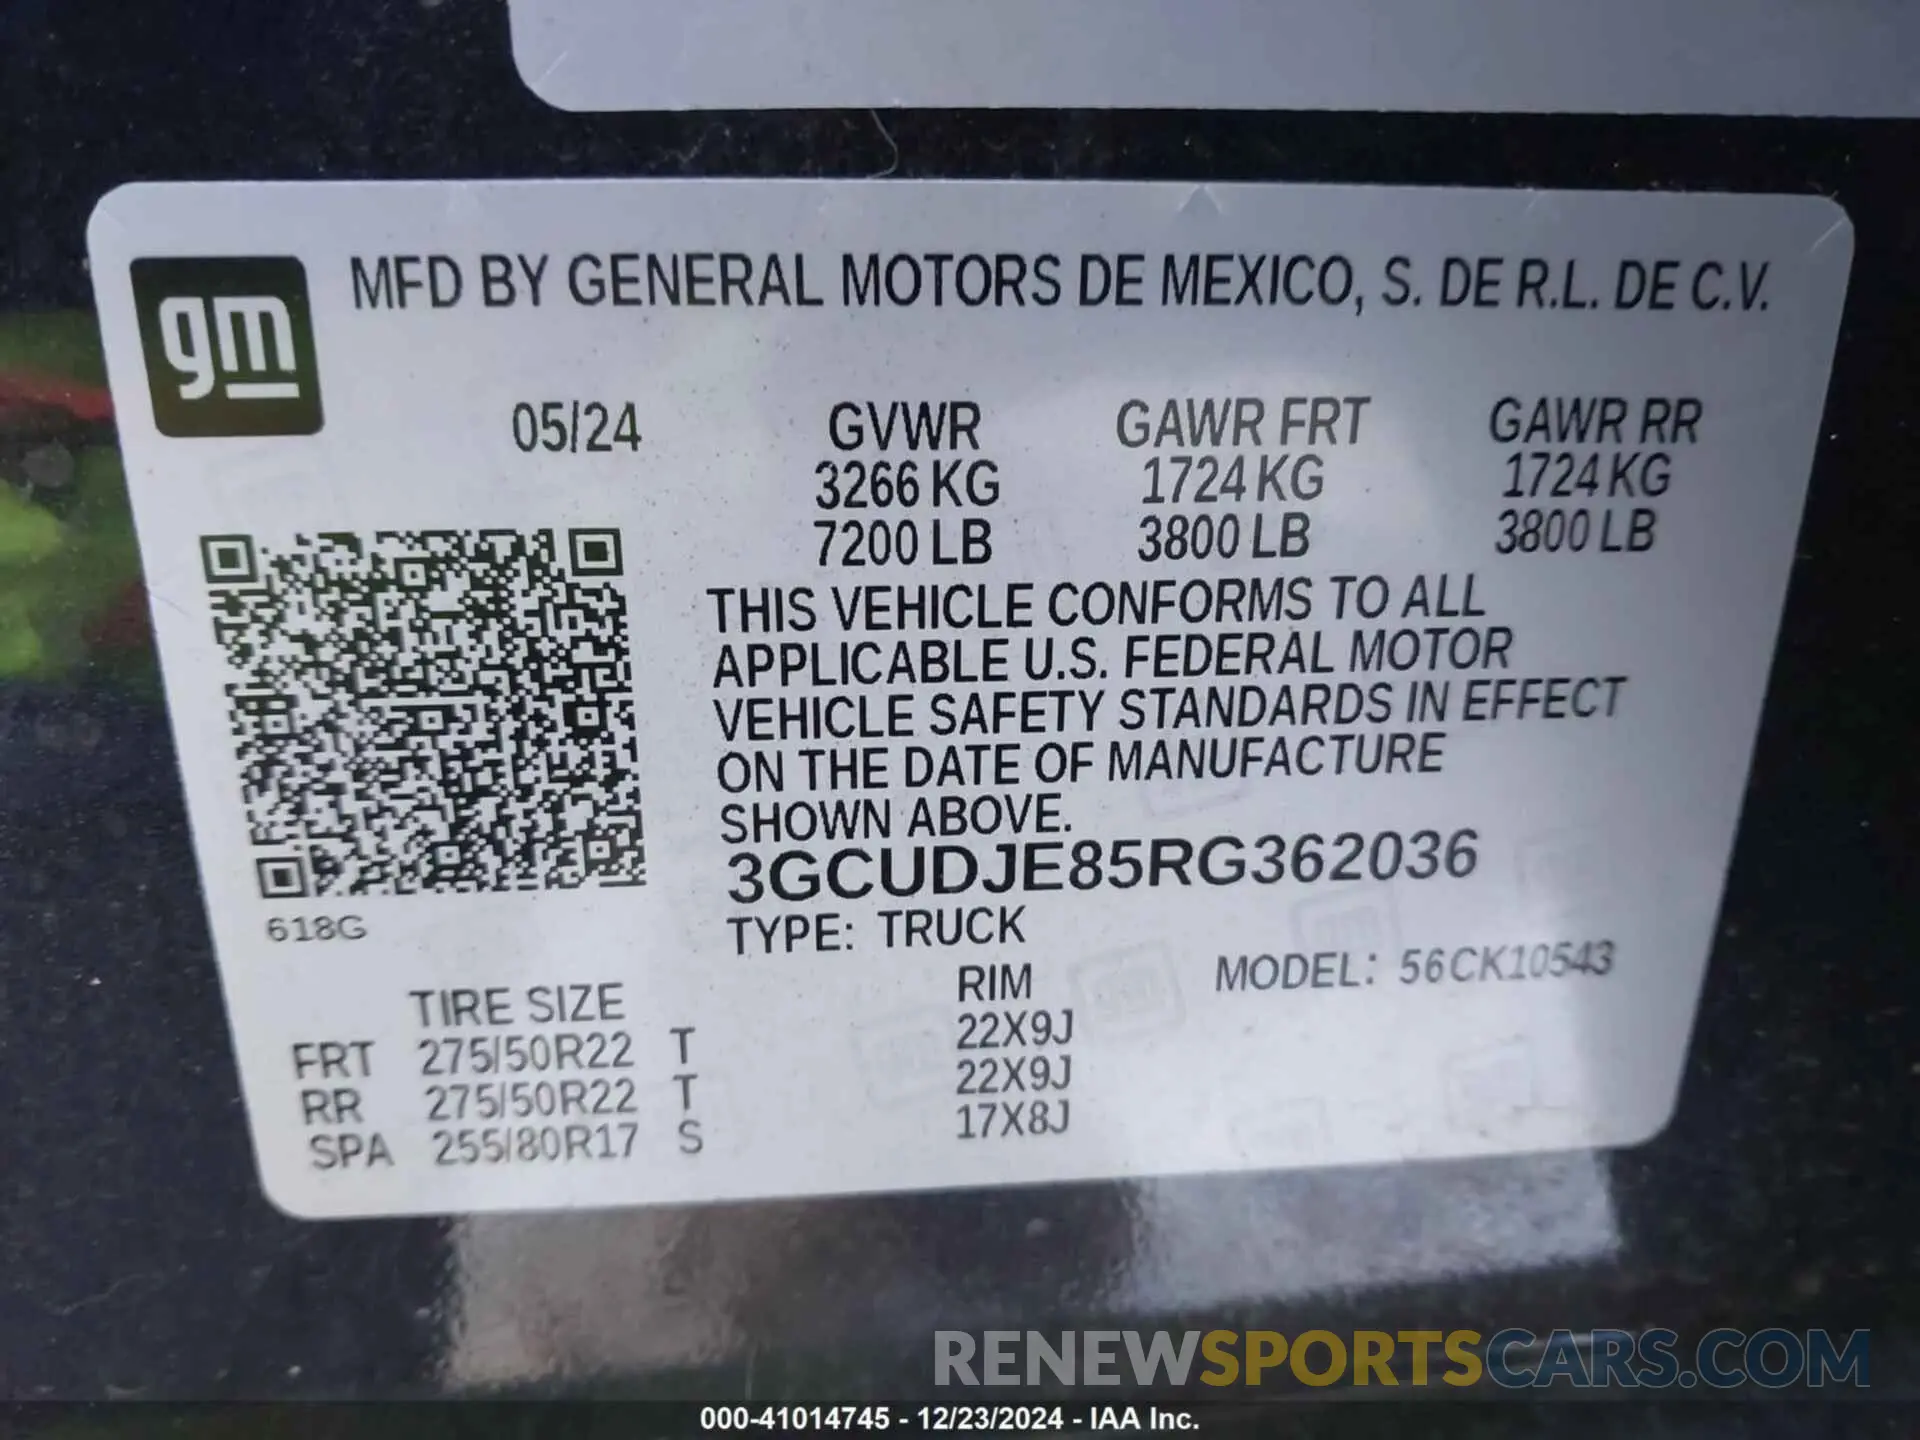 gm
MFD BY GENERAL MOTORS DE MEXICO, S. DE R.L. DE C.V.
05/24 GVWR GAWR FRT GAWR RR
3266 KG 1724 KG 1724 KG
7200 LB 3800 LB 3800 LB
THIS VEHICLE CONFORMS TO ALL
APPLICABLE U.S. FEDERAL MOTOR
VEHICLE SAFETY STANDARDS IN EFFECT
ON THE DATE OF MANUFACTURE
SHOWN ABOVE.
3GCUDJE85RG362036
618G
TYPE: TRUCK
MODEL: 56CK10543
TIRE SIZE RIM
FRT 275/50R22 T 22X9J
RR 275/50R22 T 22X9J
SPA 255/80R17 S 17X8J
RENEWSPORTSCARS.COM
000-41014745 - 12/23/2024 - IAA Inc.